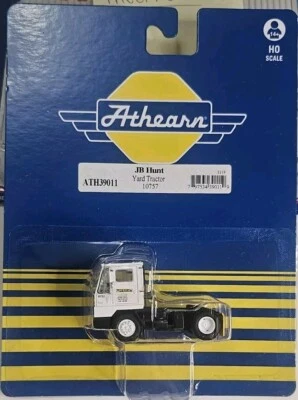 14+
HO
SCALE
Athearn
JB Hunt
ATH39011
Yard Tractor
10757